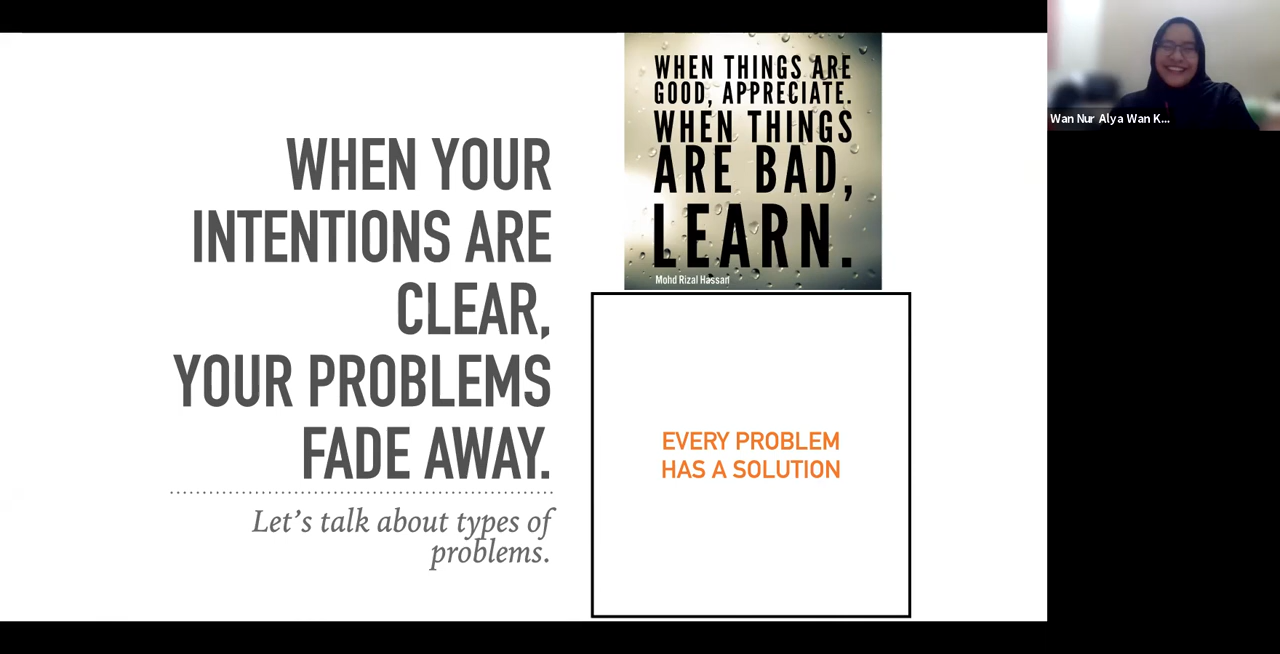 WHEN YOUR
INTENTIONS ARE
CLEAR,
YOUR PROBLEMS
FADE AWAY.
Let's talk about types of
problems.
WHEN THINGS ARE
GOOD, APPRECIATE.
WHEN THINGS
ARE BAD,
LEARN.
Mohd Rizal Hassan
EVERY PROBLEM
HAS A SOLUTION
Wan Nur Alya Wan K...